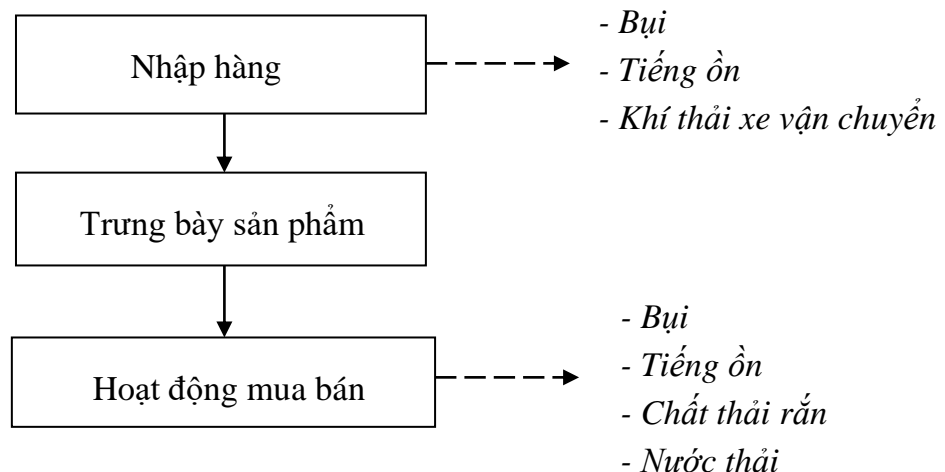 Nhập hàng
- Bụi
- Tiếng ồn
- Khí thải xe vận chuyển
Trưng bày sản phẩm
Hoạt động mua bán
- Bụi
- Tiếng ồn
- Chất thải rắn
- Nước thải